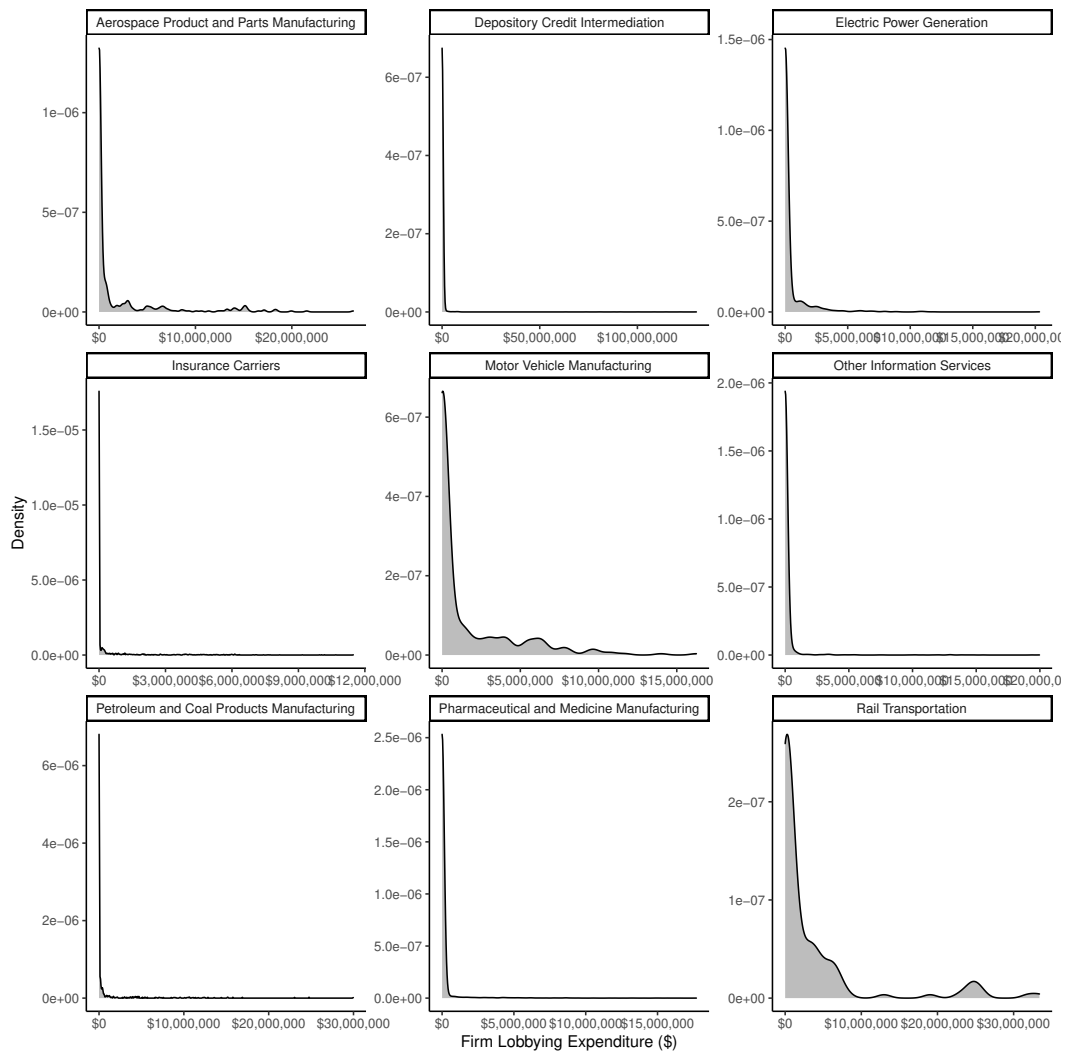 Aerospace Product and Parts Manufacturing
Depository Credit Intermediation
Electric Power Generation
1e−06
5e−07
0e+00
6e−07
4e−07
2e−07
0e+00
1.5e−06
1.0e−06
5.0e−07
0.0e+00
$0 $10,000,000 $20,000,000
$0 $50,000,000 $100,000,000
$0 $5,000,000 $10,000,000 $15,000,000 $20,000,000
Insurance Carriers
Motor Vehicle Manufacturing
Other Information Services
Density
1.5e−05
1.0e−05
5.0e−06
0.0e+00
6e−07
4e−07
2e−07
0e+00
2.0e−06
1.5e−06
1.0e−06
5.0e−07
0.0e+00
$0 $3,000,000 $6,000,000 $9,000,000 $12,000,000
$0 $5,000,000 $10,000,000 $15,000,000
$0 $5,000,000 $10,000,000 $15,000,000 $20,000,0
Petroleum and Coal Products Manufacturing
Pharmaceutical and Medicine Manufacturing
Rail Transportation
6e−06
4e−06
2e−06
0e+00
2.5e−06
2.0e−06
1.5e−06
1.0e−06
5.0e−07
0.0e+00
2e−07
1e−07
0e+00
$0 $10,000,000 $20,000,000 $30,000,000
$0 $5,000,000 $10,000,000 $15,000,000
$0 $10,000,000 $20,000,000 $30,000,000
Firm Lobbying Expenditure ($)